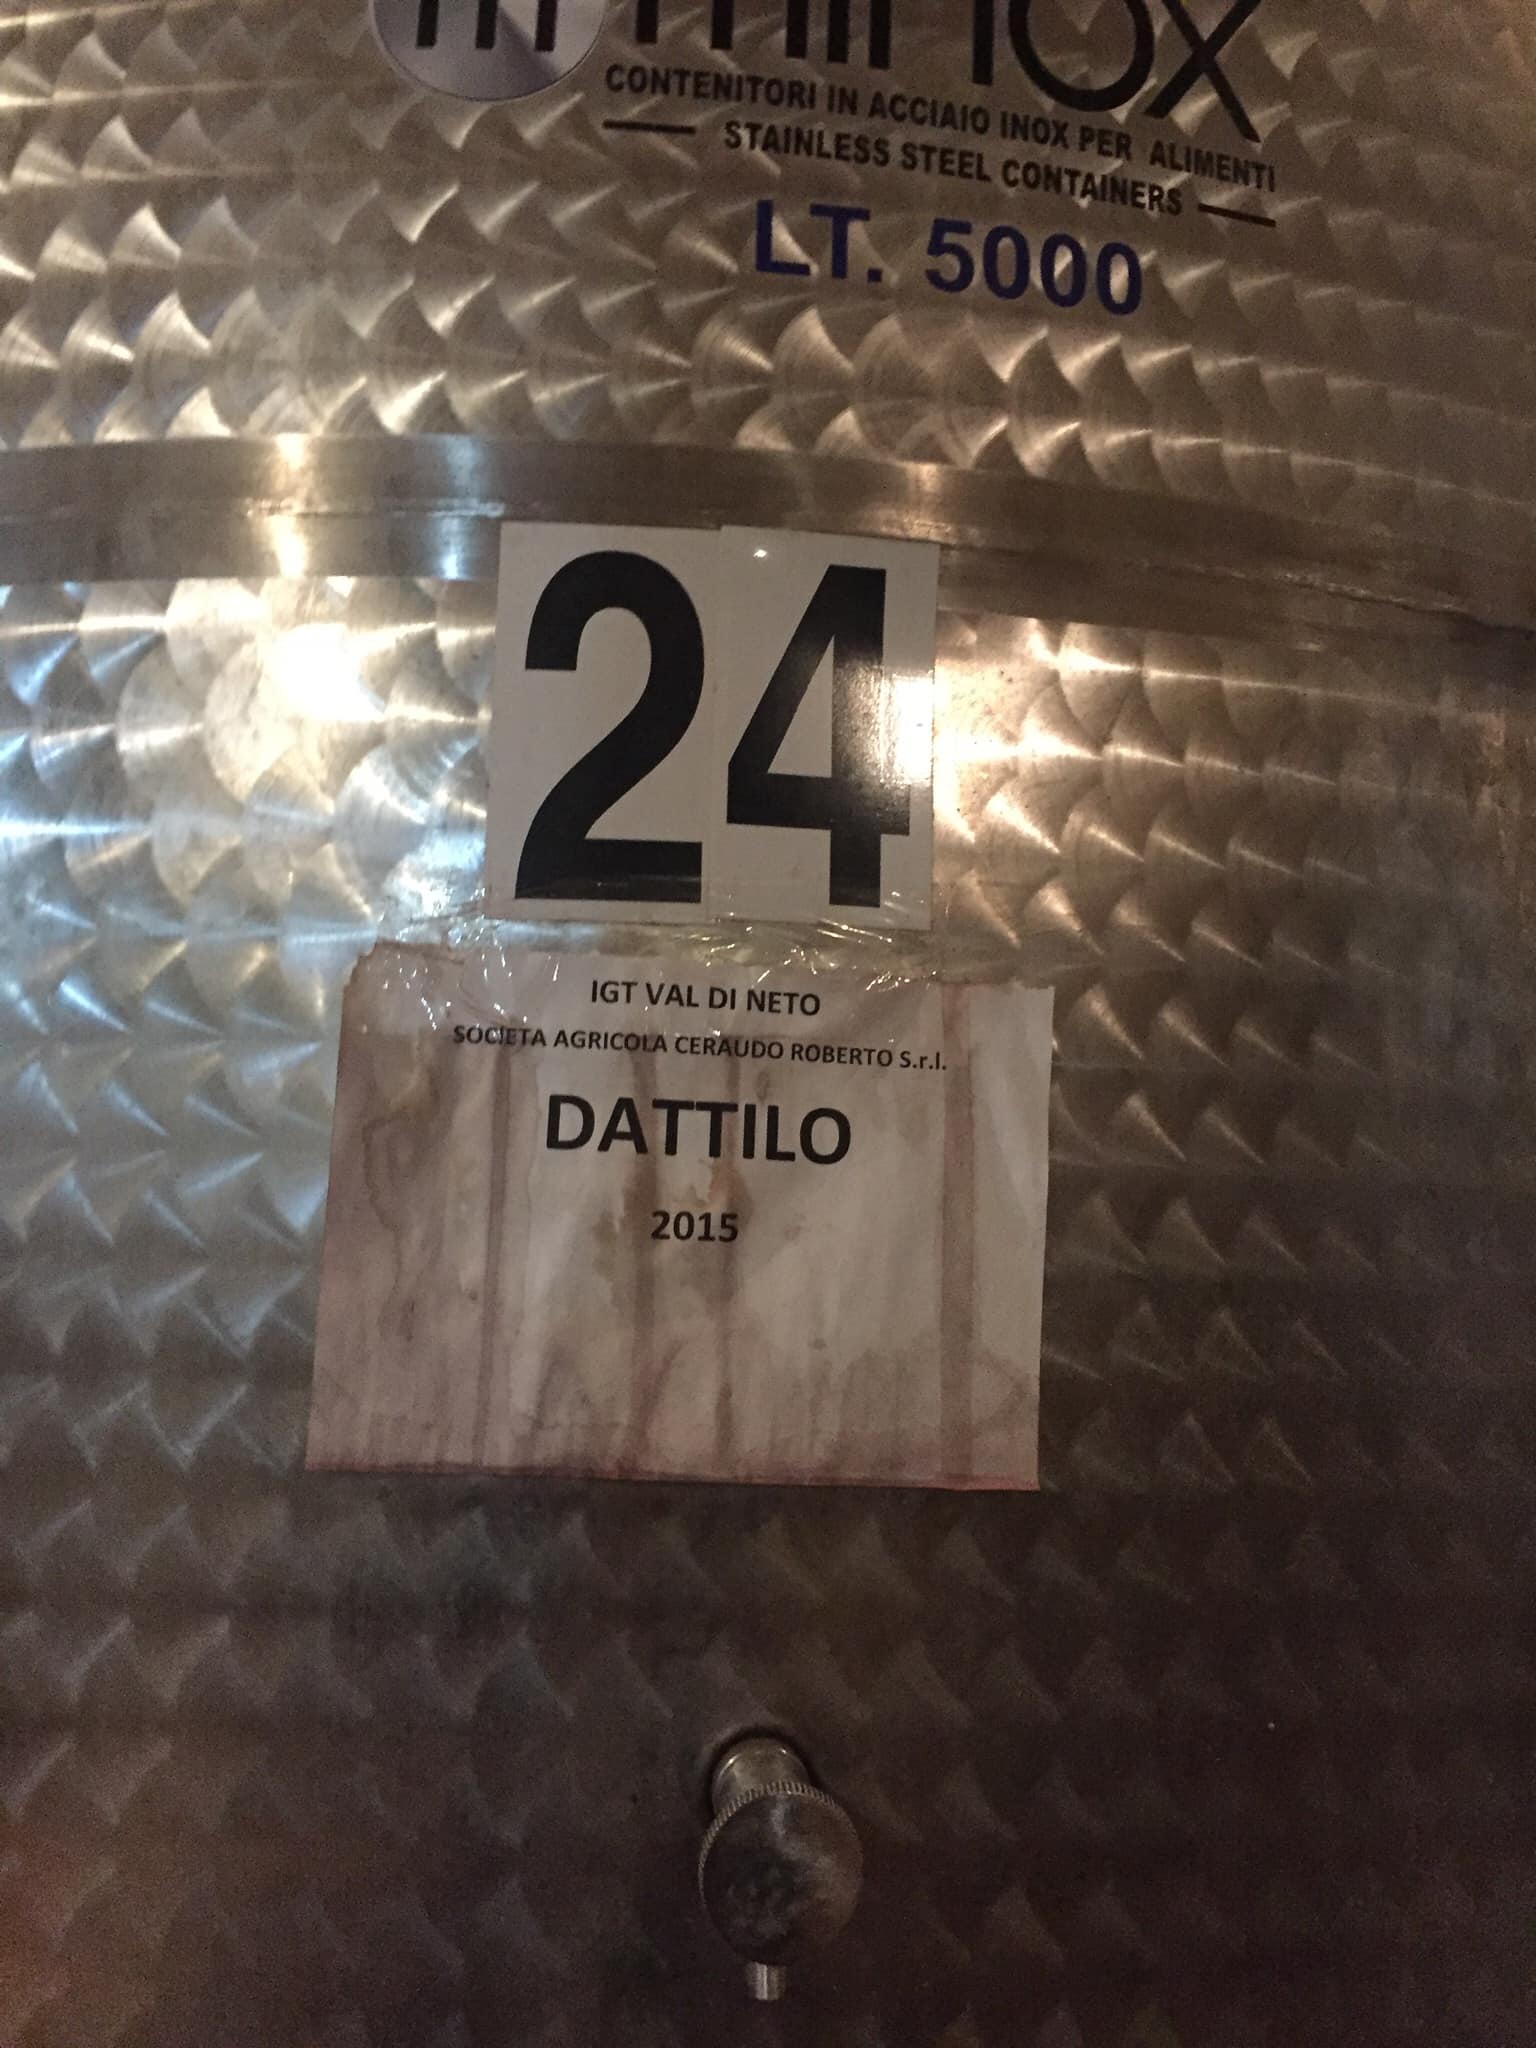 CONTENITORI IN ACCIAIO INOX PER ALIMENTI
STAINLESS STEEL CONTAINERS
LT. 5000
24
IGT VAL DI NETO
SOCIETA AGRICOLA CERAUDO ROBERTO S.r.l.
DATTILO
2015